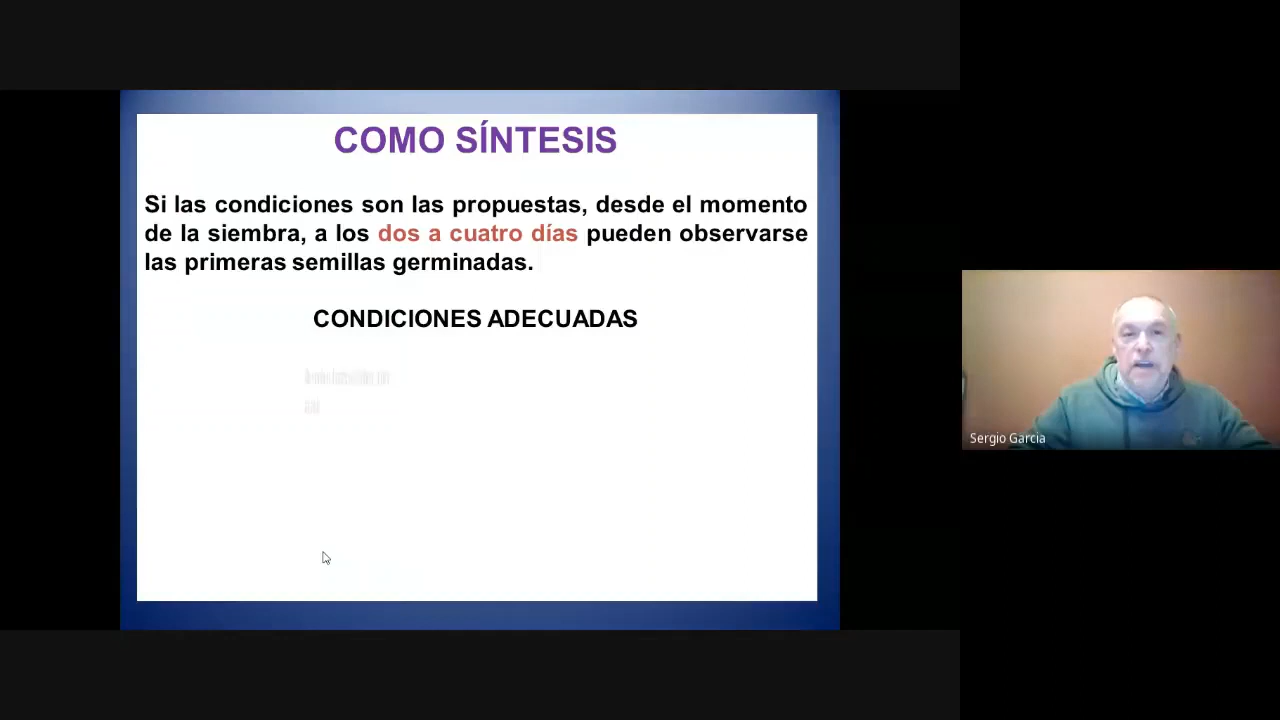 COMO SÍNTESIS
Si las condiciones son las propuestas, desde el momento
de la siembra, a los dos a cuatro días pueden observarse
las primeras semillas germinadas.
CONDICIONES ADECUADAS
Sergio Garcia